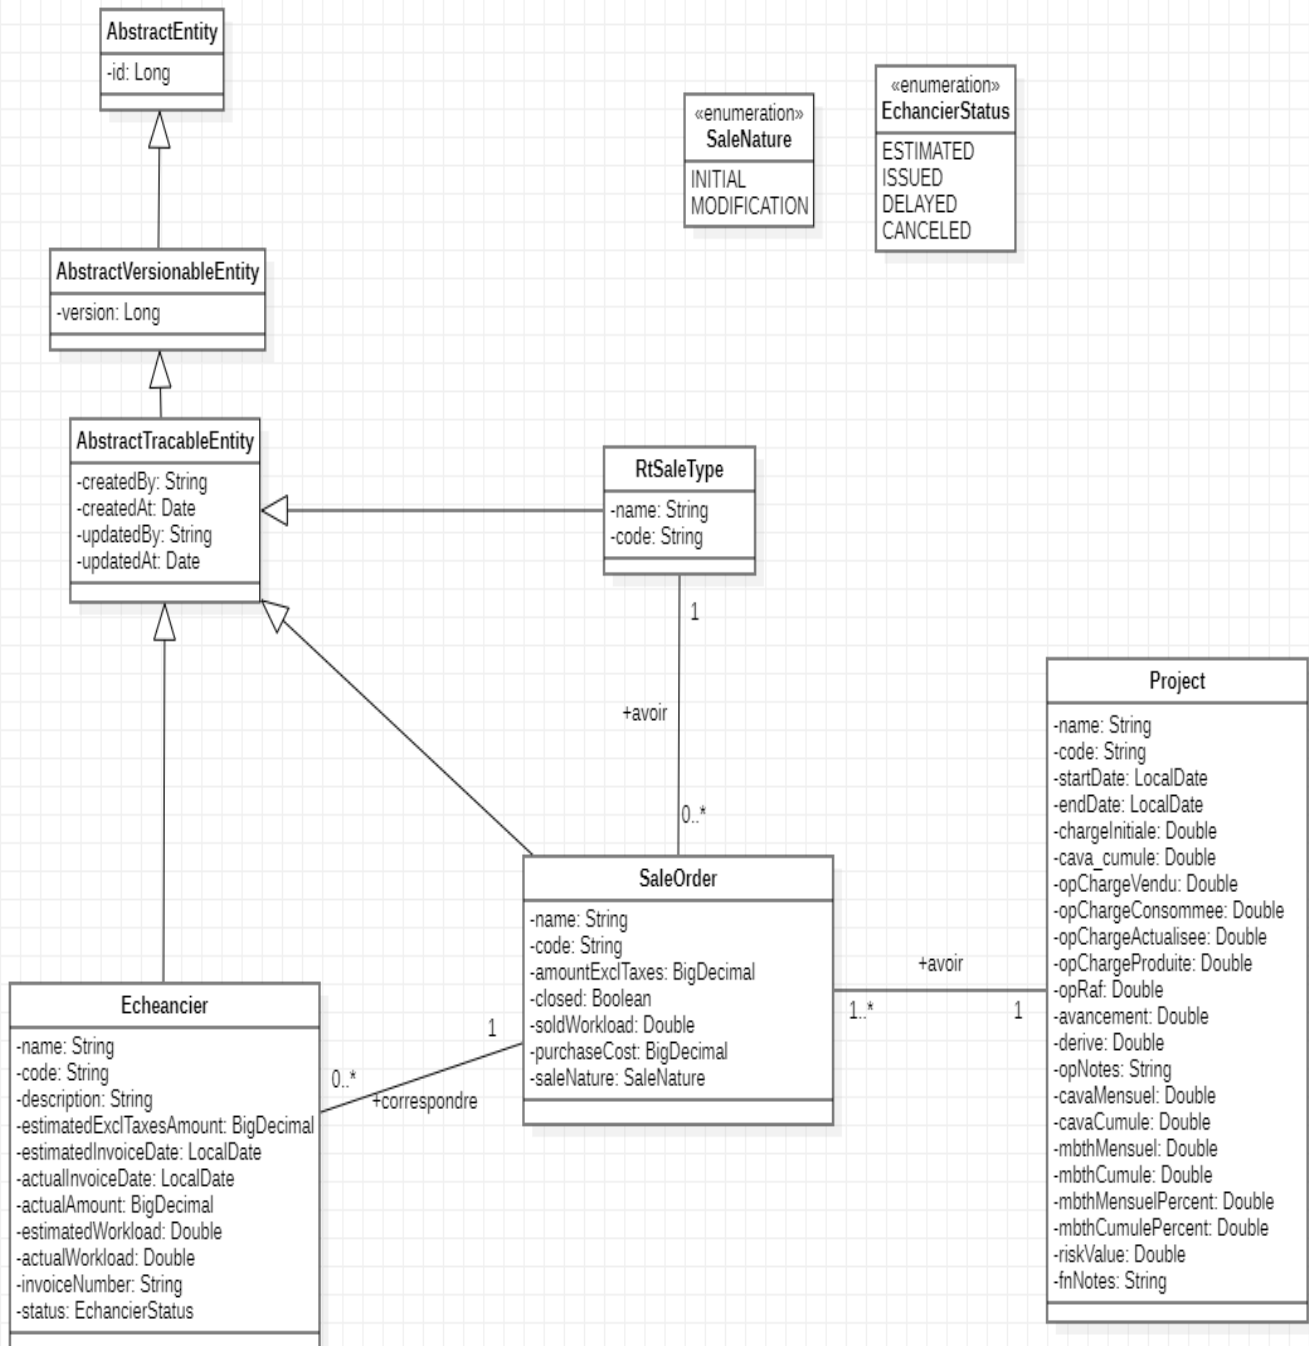 AbstractEntity
-id: Long
«enumeration»
SaleNature
INITIAL
MODIFICATION
«enumeration»
EchancierStatus
ESTIMATED
ISSUED
DELAYED
CANCELED
AbstractVersionableEntity
-version: Long
AbstractTracableEntity
-createdBy: String
-createdAt: Date
-updatedBy: String
-updatedAt: Date
RtSaleType
-name: String
-code: String
1
+avoir
0..*
SaleOrder
-name: String
-code: String
-amountExclTaxes: BigDecimal
-closed: Boolean
-soldWorkload: Double
-purchaseCost: BigDecimal
-saleNature: SaleNature
+avoir
1..*
1
Project
-name: String
-code: String
-startDate: LocalDate
-endDate: LocalDate
-chargeInitiale: Double
-cava_cumule: Double
-opChargeVendu: Double
-opChargeConsommee: Double
-opChargeActualisee: Double
-opChargeProduite: Double
-opRaf: Double
-avancement: Double
-derive: Double
-opNotes: String
-cavaMensuel: Double
-cavaCumule: Double
-mbthMensuel: Double
-mbthCumule: Double
-mbthMensuelPercent: Double
-mbthCumulePercent: Double
-riskValue: Double
-fnNotes: String
1
0..*
+correspondre
Echeancier
-name: String
-code: String
-description: String
-estimatedExclTaxesAmount: BigDecimal
-estimatedInvoiceDate: LocalDate
-actualInvoiceDate: LocalDate
-actualAmount: BigDecimal
-estimatedWorkload: Double
-actualWorkload: Double
-invoiceNumber: String
-status: EchancierStatus